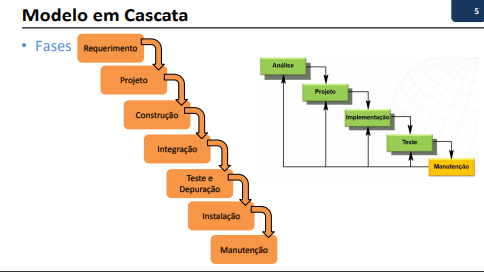 Modelo em Cascata
5
• Fases
Requerimento
Projeto
Construção
Integração
Teste e
Depuração
Instalação
Manutenção
Análise
Projeto
Implementação
Teste
Manutenção